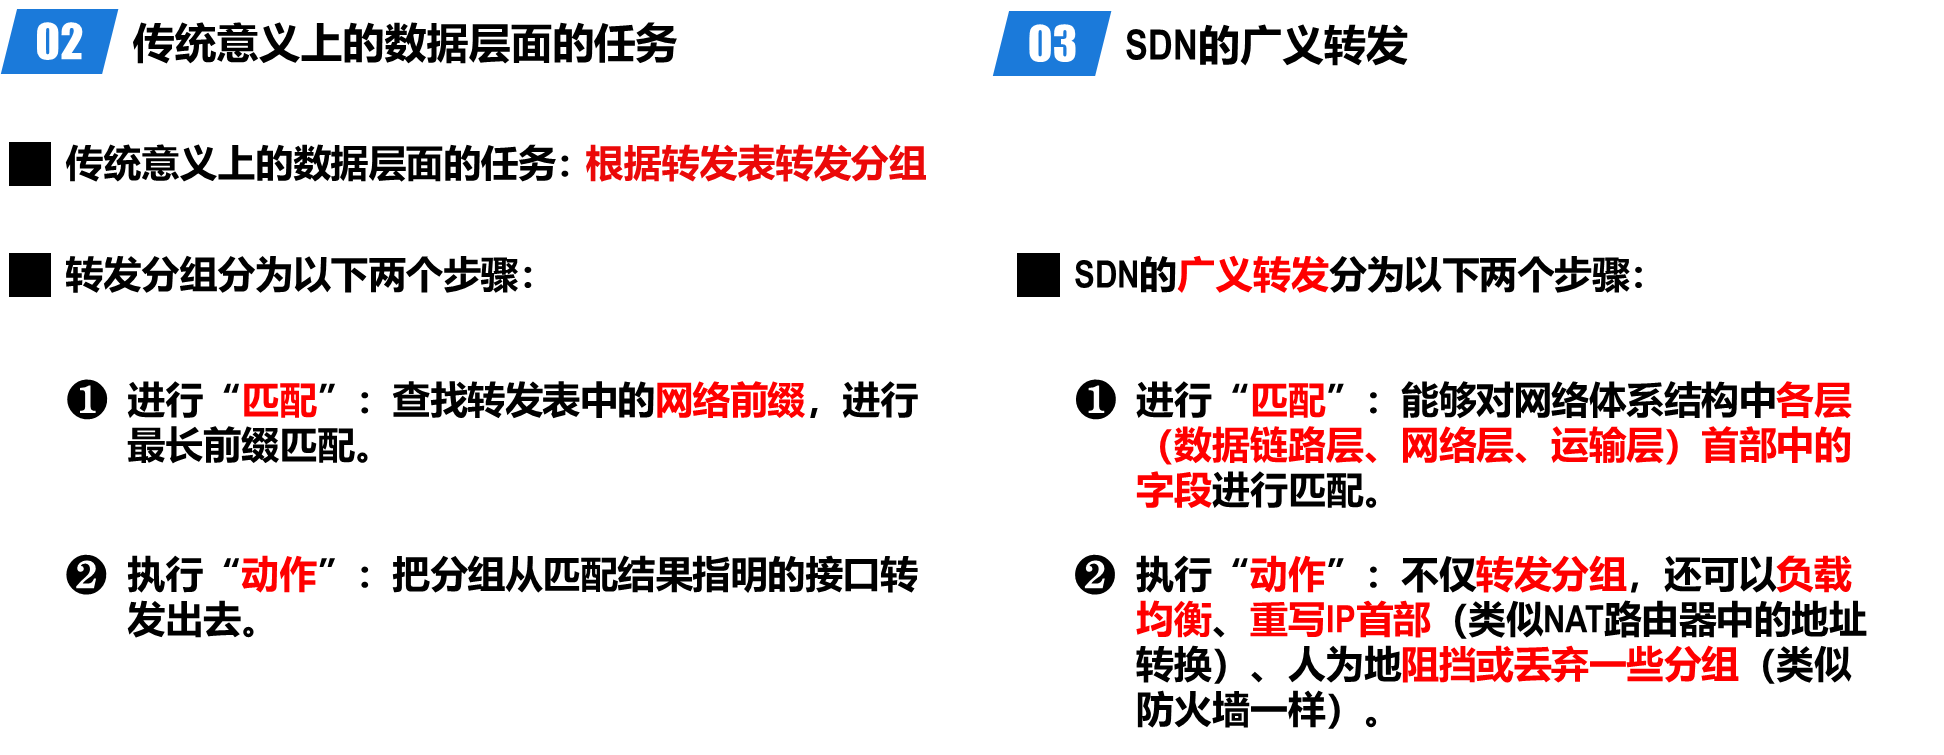 02 传统意义上的数据层面的任务
传统意义上的数据层面的任务：根据转发表转发分组
转发分组分为以下两个步骤：
❶ 进行“匹配”：查找转发表中的网络前缀，进行
最长前缀匹配。
❷ 执行“动作”：把分组从匹配结果指明的接口转
发出去。
03 SDN的广义转发
SDN的广义转发分为以下两个步骤：
❶ 进行“匹配”：能够对网络体系结构中各层
（数据链路层、网络层、运输层）首部中的
字段进行匹配。
❷ 执行“动作”：不仅转发分组，还可以负载
均衡、重写IP首部（类似NAT路由器中的地址
转换）、人为地阻挡或丢弃一些分组（类似
防火墙一样）。